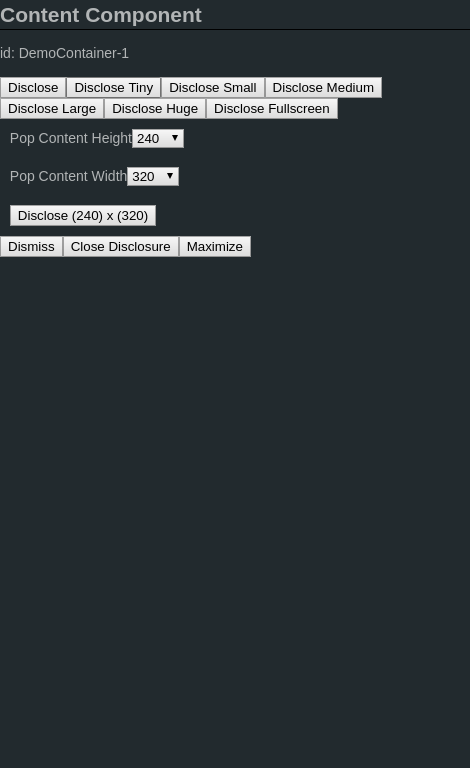 Content Component
id: DemoContainer-1
Disclose Disclose Tiny Disclose Small Disclose Medium
Disclose Large Disclose Huge Disclose Fullscreen
Pop Content Height 240
Pop Content Width 320
Disclose (240) x (320)
Dismiss Close Disclosure Maximize